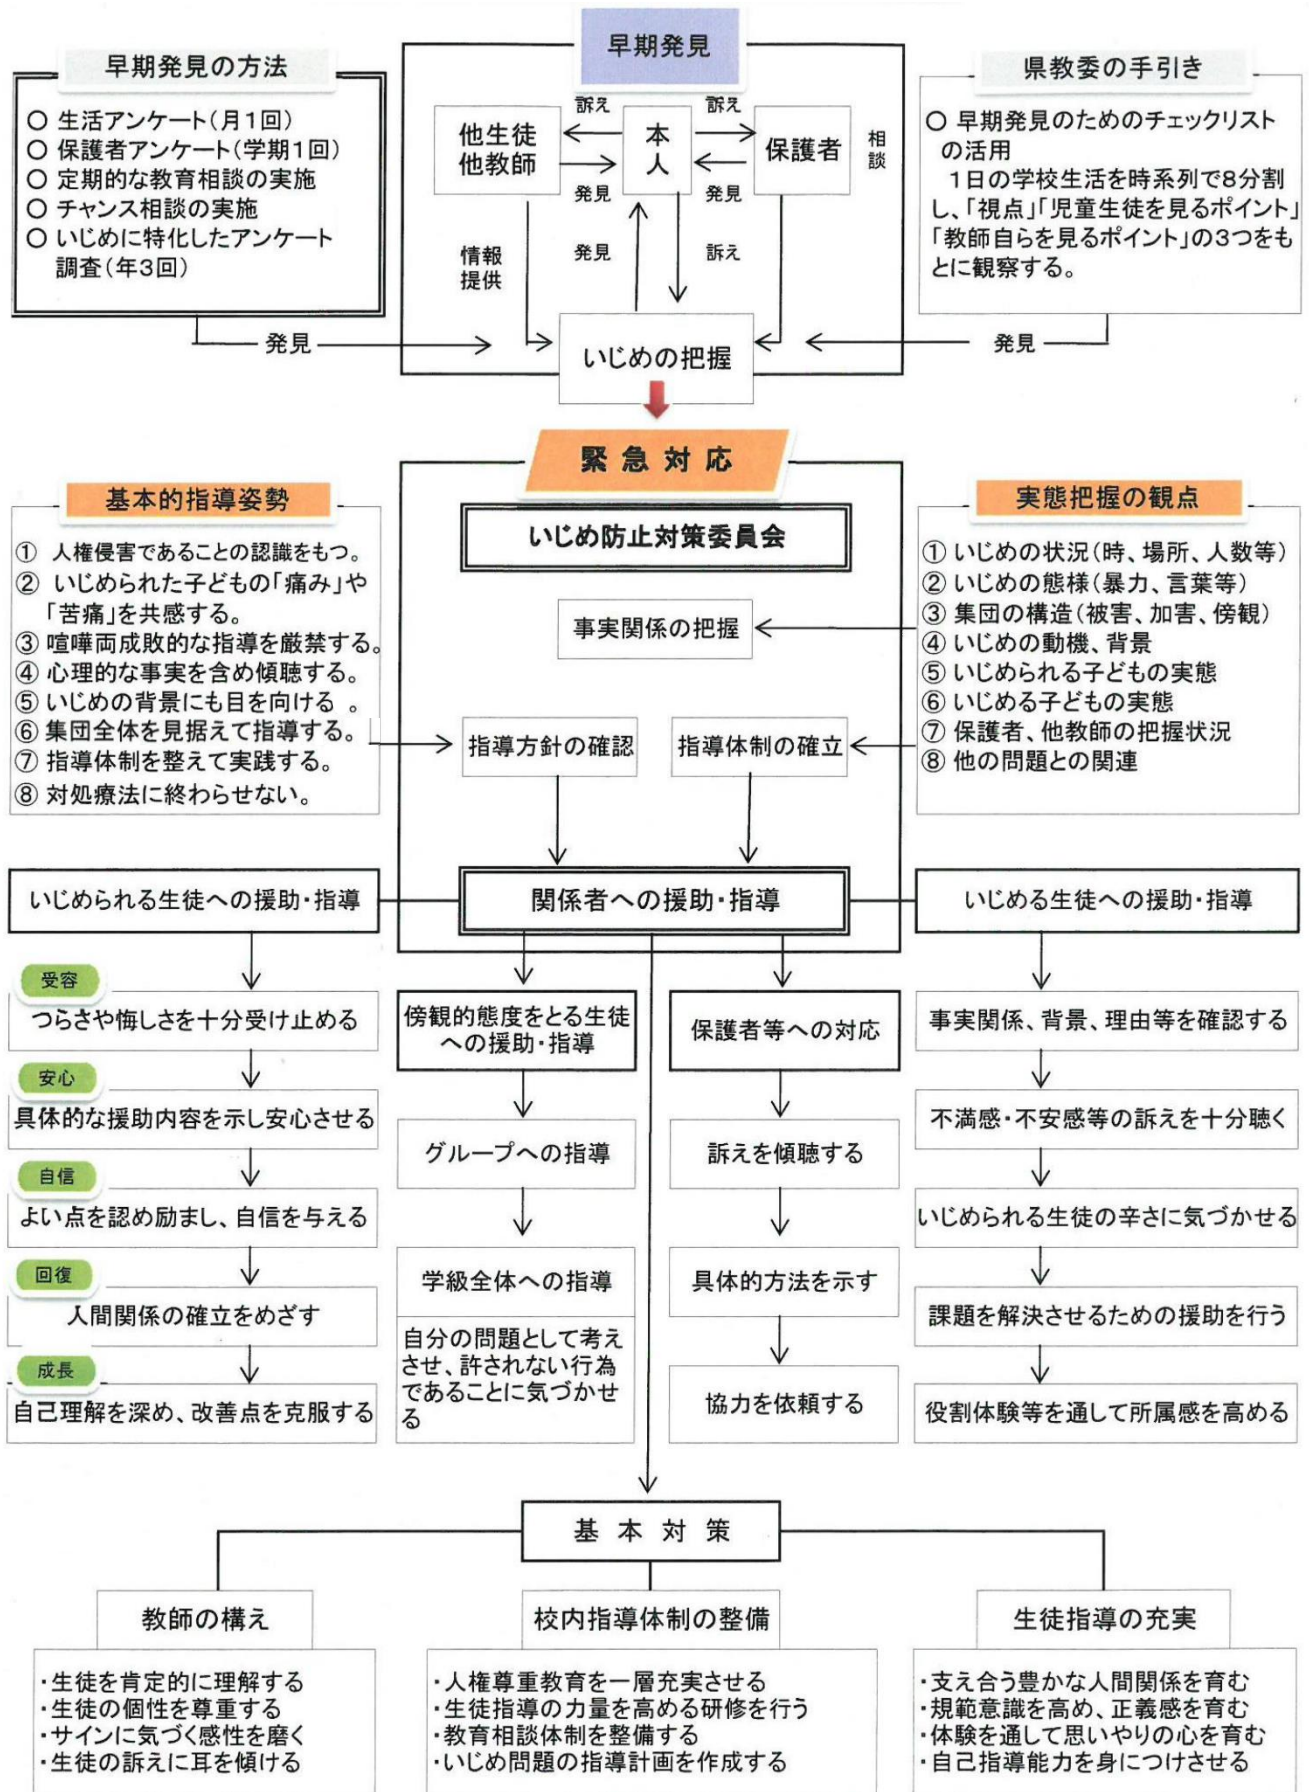 早期発見
早期発見の方法
○ 生活アンケート(月1回)
○ 保護者アンケート(学期1回)
○ 定期的な教育相談の実施
○ チャンス相談の実施
○ いじめに特化したアンケート
調査(年3回)
訴え
訴え
他生徒
他教師
本
人
保護者
相
談
発見
発見
情報
提供
発見
訴え
県教委の手引き
○ 早期発見のためのチェックリスト
の活用
1日の学校生活を時系列で8分割
し、「視点」「児童生徒を見るポイント」
「教師自らを見るポイント」の3つをも
とに観察する。
発見
いじめの把握
発見
緊急対応
いじめ防止対策委員会
基本的指導姿勢
① 人権侵害であることの認識をもつ。
② いじめられた子どもの「痛み」や
「苦痛」を共感する。
③ 喧嘩両成敗的な指導を厳禁する。
④ 心理的な事実を含め傾聴する。
⑤ いじめの背景にも目を向ける 。
⑥ 集団全体を見据えて指導する。
⑦ 指導体制を整えて実践する。
⑧ 対処療法に終わらせない。
事実関係の把握
指導方針の確認
指導体制の確立
実態把握の観点
① いじめの状況(時、場所、人数等)
② いじめの態様(暴力、言葉等)
③ 集団の構造(被害、加害、傍観)
④ いじめの動機、背景
⑤ いじめられる子どもの実態
⑥ いじめる子どもの実態
⑦ 保護者、他教師の把握状況
⑧ 他の問題との関連
いじめられる生徒への援助・指導
関係者への援助・指導
いじめる生徒への援助・指導
受容
つらさや悔しさを十分受け止める
安心
具体的な援助内容を示し安心させる
自信
よい点を認め励まし、自信を与える
回復
人間関係の確立をめざす
成長
自己理解を深め、改善点を克服する
傍観的態度をとる生徒
への援助・指導
グループへの指導
学級全体への指導
自分の問題として考え
させ、許されない行為
であることに気づかせ
る
保護者等への対応
訴えを傾聴する
具体的方法を示す
協力を依頼する
事実関係、背景、理由等を確認する
不満感・不安感等の訴えを十分聴く
いじめられる生徒の辛さに気づかせる
課題を解決させるための援助を行う
役割体験等を通して所属感を高める
基 本 対 策
教師の構え
・生徒を肯定的に理解する
・生徒の個性を尊重する
・サインに気づく感性を磨く
・生徒の訴えに耳を傾ける
校内指導体制の整備
・人権尊重教育を一層充実させる
・生徒指導の力量を高める研修を行う
・教育相談体制を整備する
・いじめ問題の指導計画を作成する
生徒指導の充実
・支え合う豊かな人間関係を育む
・規範意識を高め、正義感を育む
・体験を通して思いやりの心を育む
・自己指導能力を身につけさせる